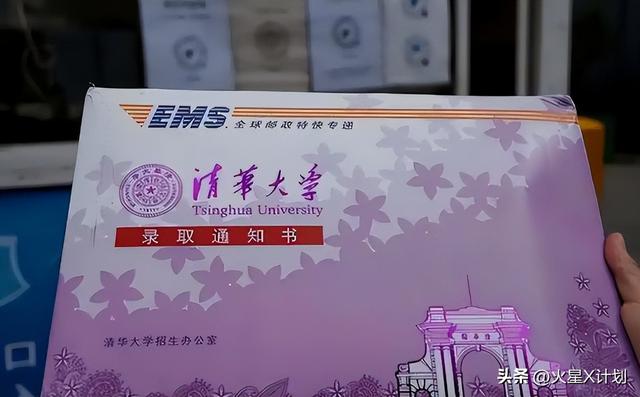 EMS 全球邮政特快专递
清華大学
Tsinghua University
录取通知书
清华大学招生办公室
头条 @火星X计划